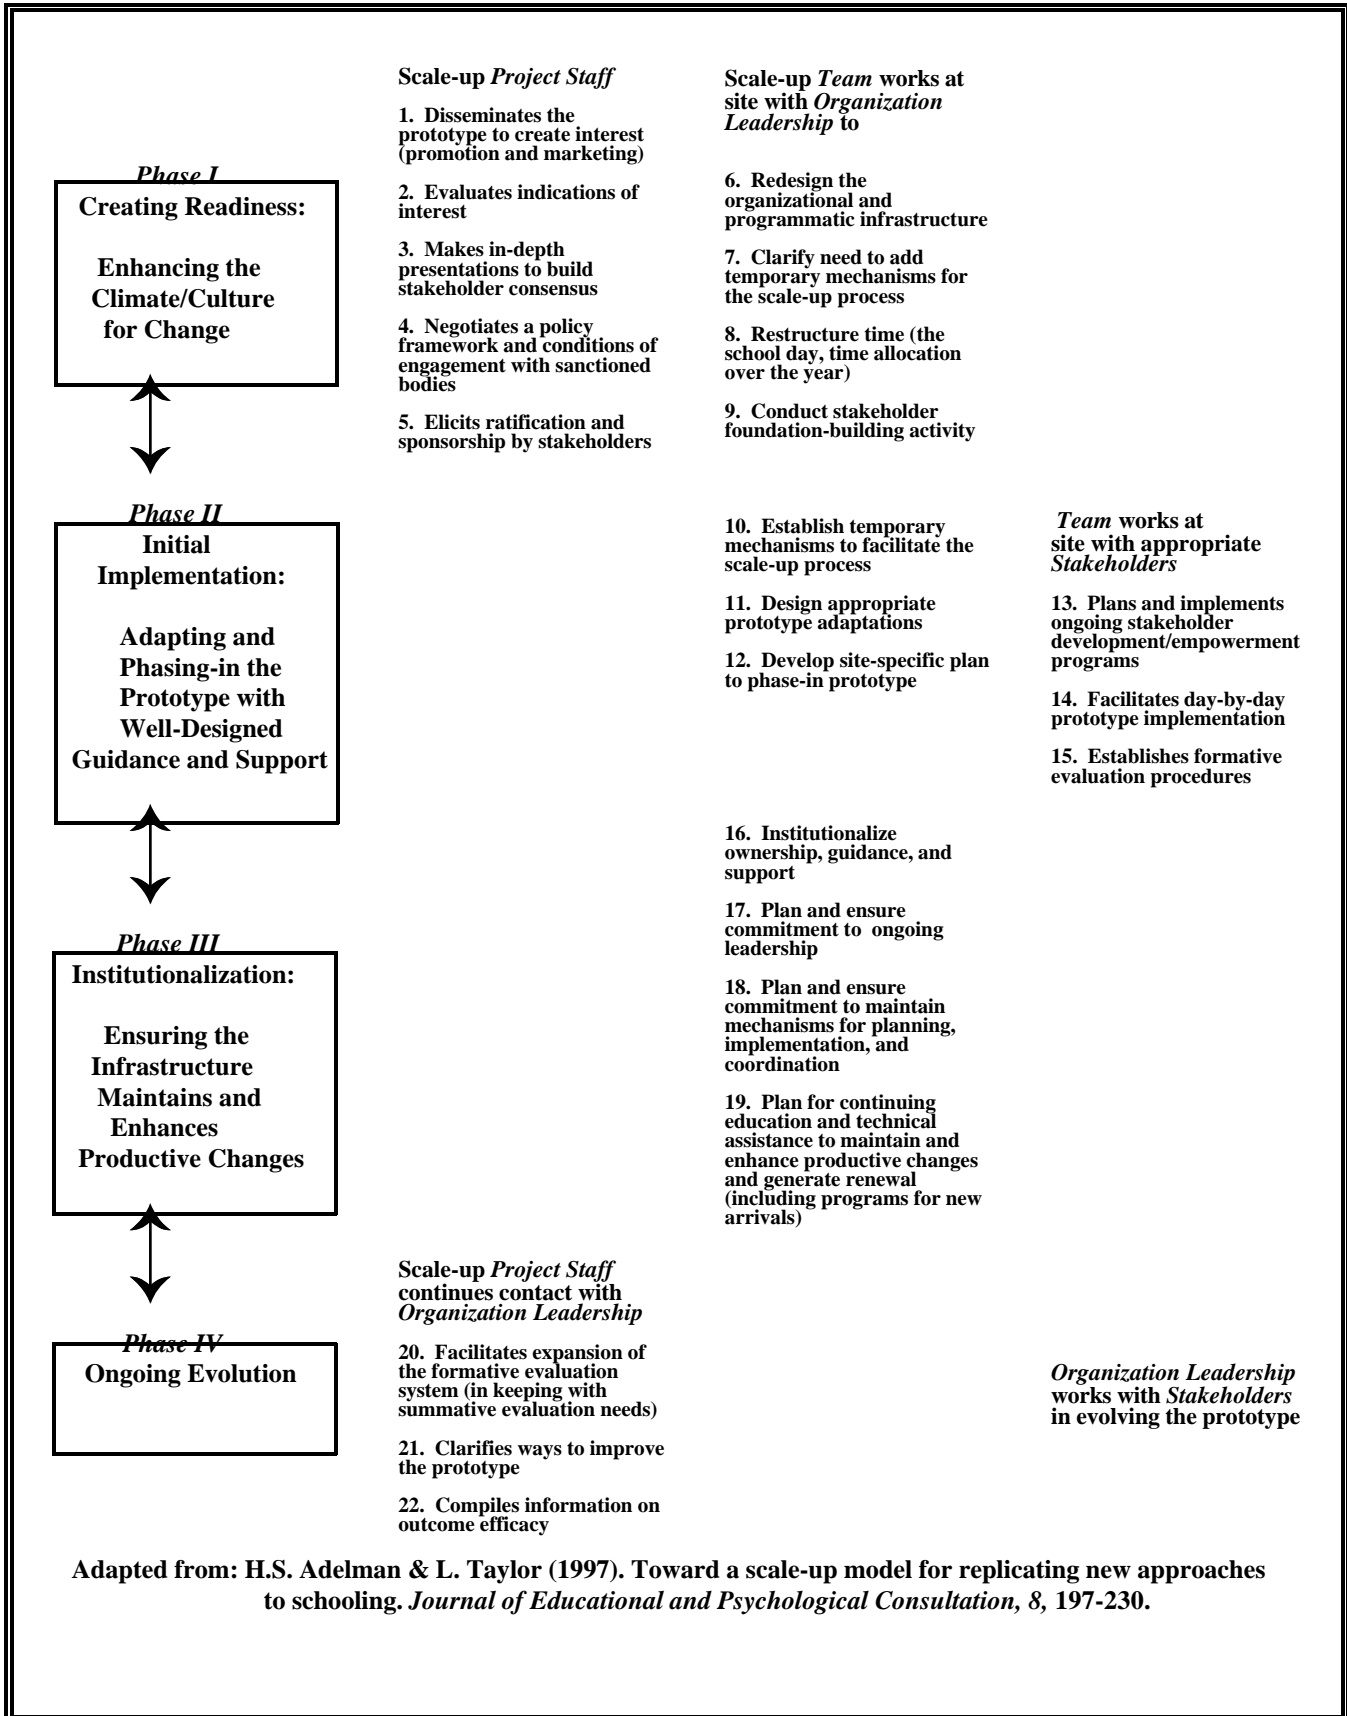 Scale-up Project Staff
1. Disseminates the
prototype to create interest
(promotion and marketing)
2. Evaluates indications of
interest
3. Makes in-depth
presentations to build
stakeholder consensus
4. Negotiates a policy
framework and conditions of
engagement with sanctioned
bodies
5. Elicits ratification and
sponsorship by stakeholders
Scale-up Team works at
site with Organization
Leadership to
6. Redesign the
organizational and
programmatic infrastructure
7. Clarify need to add
temporary mechanisms for
the scale-up process
8. Restructure time (the
school day, time allocation
over the year)
9. Conduct stakeholder
foundation-building activity
Phase I
Creating Readiness:
Enhancing the
Climate/Culture
for Change
Phase II
Initial
Implementation:
Adapting and
Phasing-in the
Prototype with
Well-Designed
Guidance and Support
10. Establish temporary
mechanisms to facilitate the
scale-up process
11. Design appropriate
prototype adaptations
12. Develop site-specific plan
to phase-in prototype
Team works at
site with appropriate
Stakeholders
13. Plans and implements
ongoing stakeholder
development/empowerment
programs
14. Facilitates day-by-day
prototype implementation
15. Establishes formative
evaluation procedures
Phase III
Institutionalization:
Ensuring the
Infrastructure
Maintains and
Enhances
Productive Changes
16. Institutionalize
ownership, guidance, and
support
17. Plan and ensure
commitment to ongoing
leadership
18. Plan and ensure
commitment to maintain
mechanisms for planning,
implementation, and
coordination
19. Plan for continuing
education and technical
assistance to maintain and
enhance productive changes
and generate renewal
(including programs for new
arrivals)
Phase IV
Ongoing Evolution
Scale-up Project Staff
continues contact with
Organization Leadership
20. Facilitates expansion of
the formative evaluation
system (in keeping with
summative evaluation needs)
21. Clarifies ways to improve
the prototype
22. Compiles information on
outcome efficacy
Organization Leadership
works with Stakeholders
in evolving the prototype
Adapted from: H.S. Adelman & L. Taylor (1997). Toward a scale-up model for replicating new approaches
to schooling. Journal of Educational and Psychological Consultation, 8, 197-230.